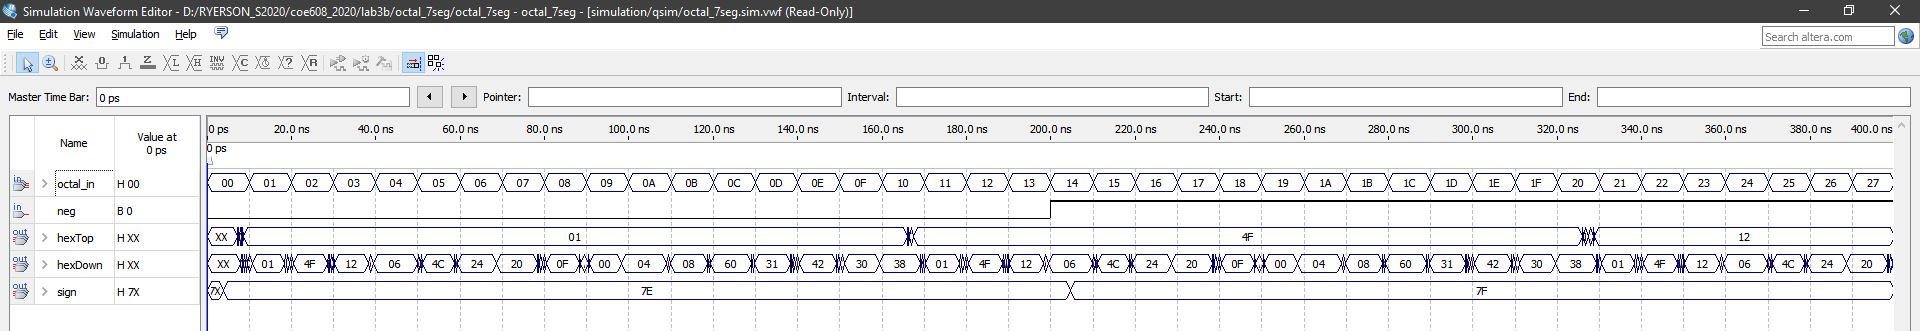 Simulation Waveform Editor - D:/RYERSON_S2020/coe608_2020/lab3b/octal_7seg/octal_7seg - octal_7seg - [simulation/qsim/octal_7seg.sim.vwf (Read-Only)]
File Edit View Simulation Help Search altera.com
Master Time Bar: 0 ps Pointer: Interval: Start: End:
Name Value at 0 ps 0 ps 20.0 ns 40.0 ns 60.0 ns 80.0 ns 100.0 ns 120.0 ns 140.0 ns 160.0 ns 180.0 ns 200.0 ns 220.0 ns 240.0 ns 260.0 ns 280.0 ns 300.0 ns 320.0 ns 340.0 ns 360.0 ns 380.0 ns 400.0 ns
0 ps
octal_in H 00 00 01 02 03 04 05 06 07 08 09 0A 0B 0C 0D 0E 0F 10 11 12 13 14 15 16 17 18 19 1A 1B 1C 1D 1E 1F 20 21 22 23 24 25 26 27
neg B 0
hexTop H XX XX 01 4F 12
hexDown H XX XX 01 4F 12 06 4C 24 20 0F 00 04 08 60 31 42 30 38 01 4F 12 06 4C 24 20 0F 00 04 08 60 31 42 30 38 01 4F 12 06 4C 24 20
sign H 7X 7X 7E 7F